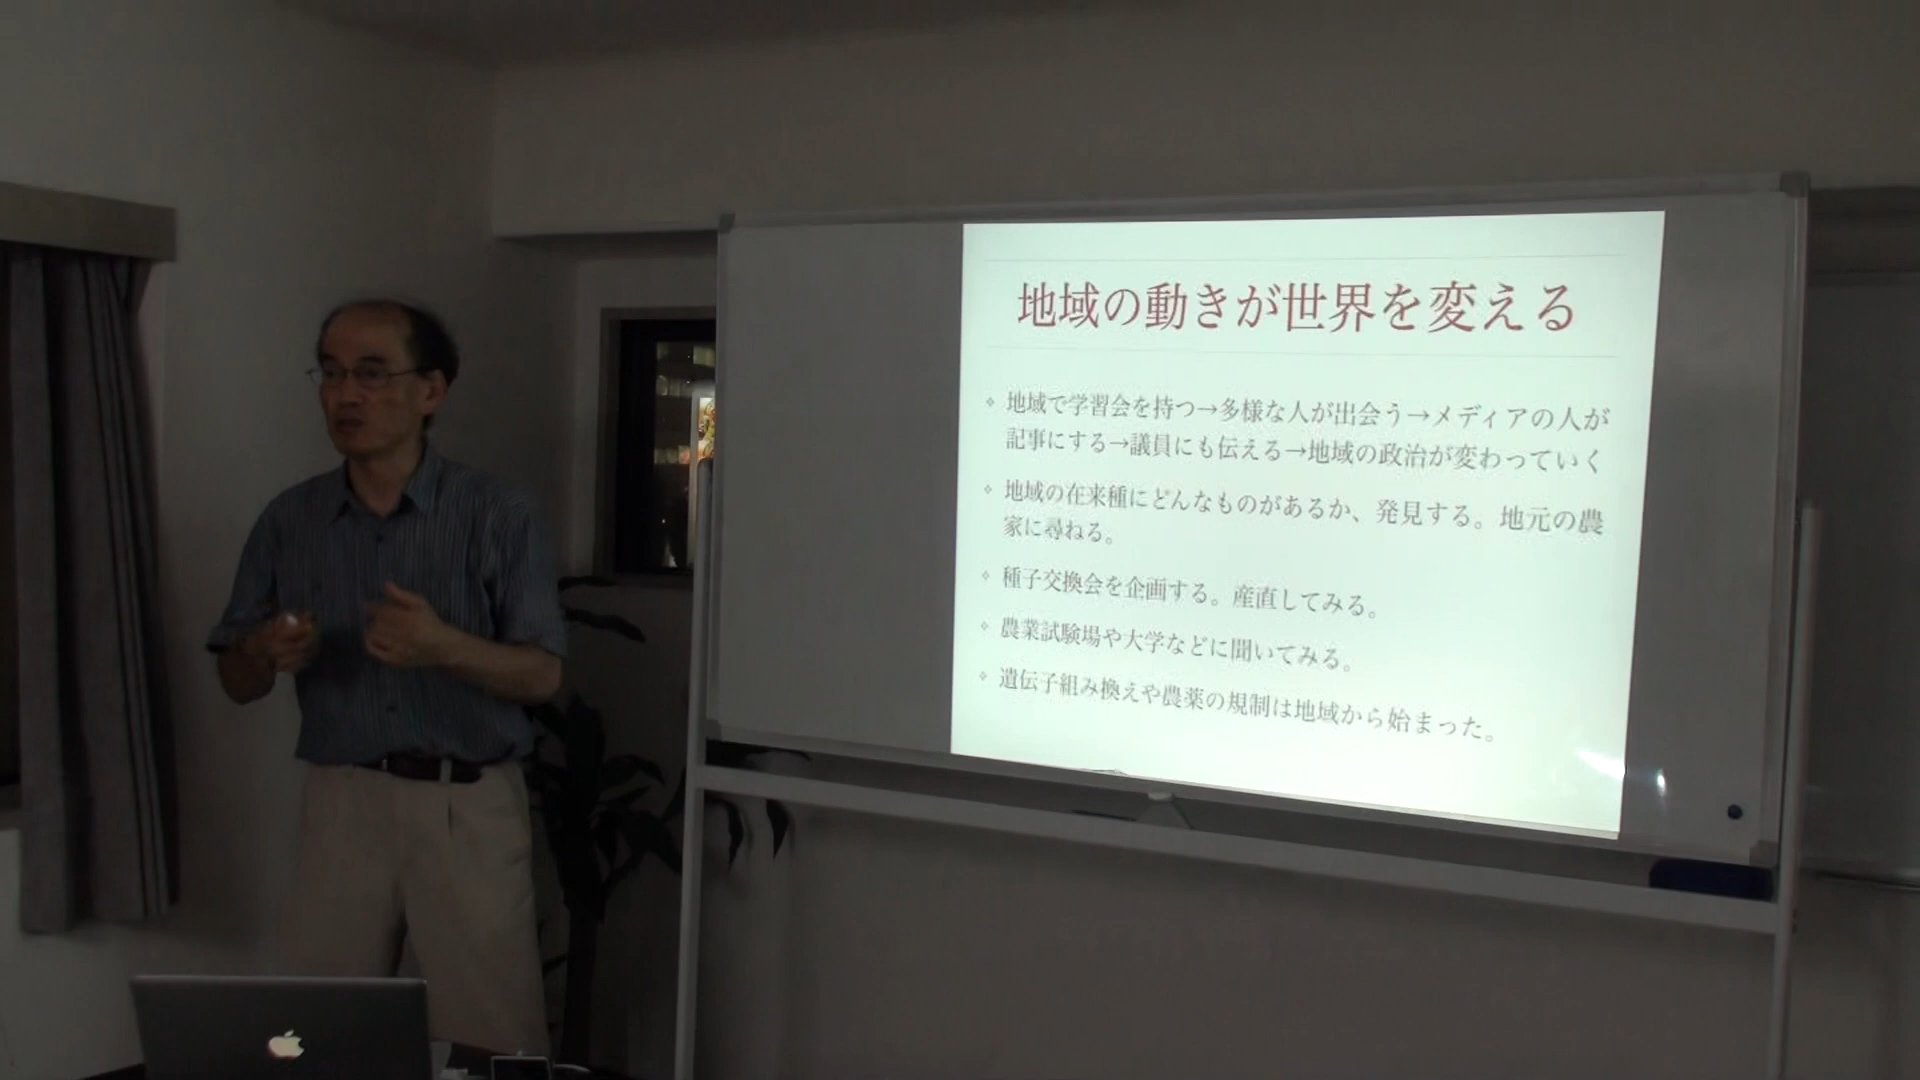 地域の動きが世界を変える
地域で学習会を持つ→多様な人が出会う→メディアの人が
記事にする→議員にも伝える→地域の政治が変わっていく
地域の在来種にどんなものがあるか、発見する。地元の農
家に尋ねる。
種子交換会を企画する。産直してみる。
農業試験場や大学などに聞いてみる。
遺伝子組み換えや農薬の規制は地域から始まった。